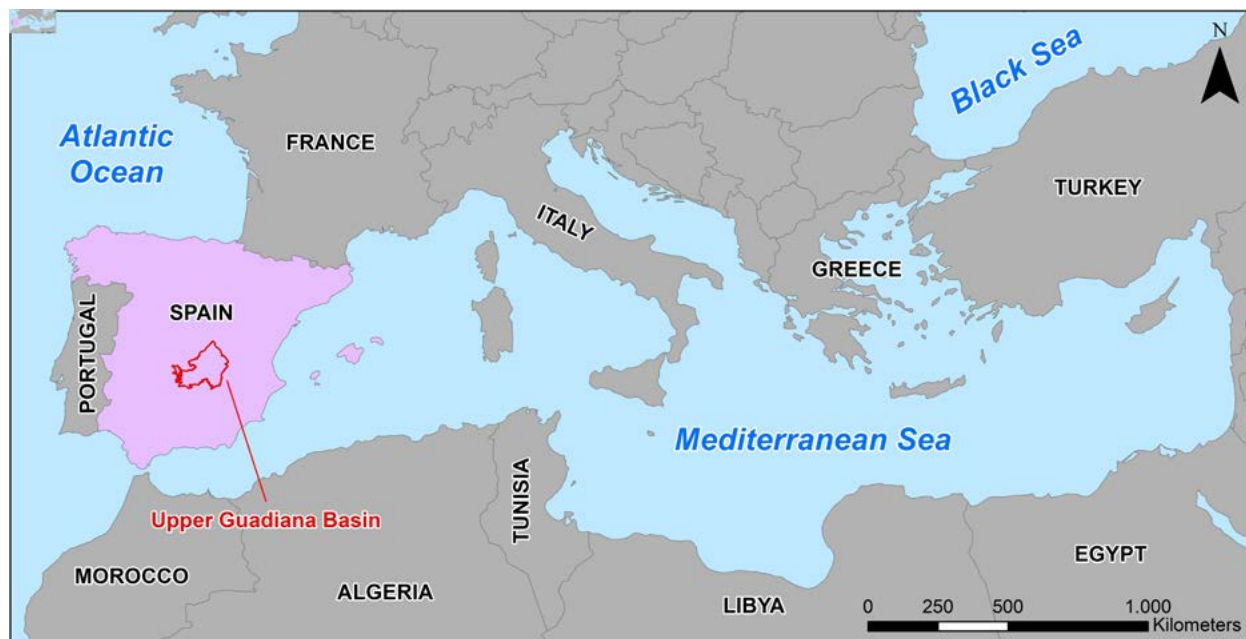 N
Black Sea
Atlantic
Ocean
FRANCE
TURKEY
ITALY
GREECE
SPAIN
PORTUGAL
Mediterranean Sea
TUNISIA
Upper Guadiana Basin
EGYPT
MOROCCO
ALGERIA
LIBYA
0 250 500 1.000
Kilometers